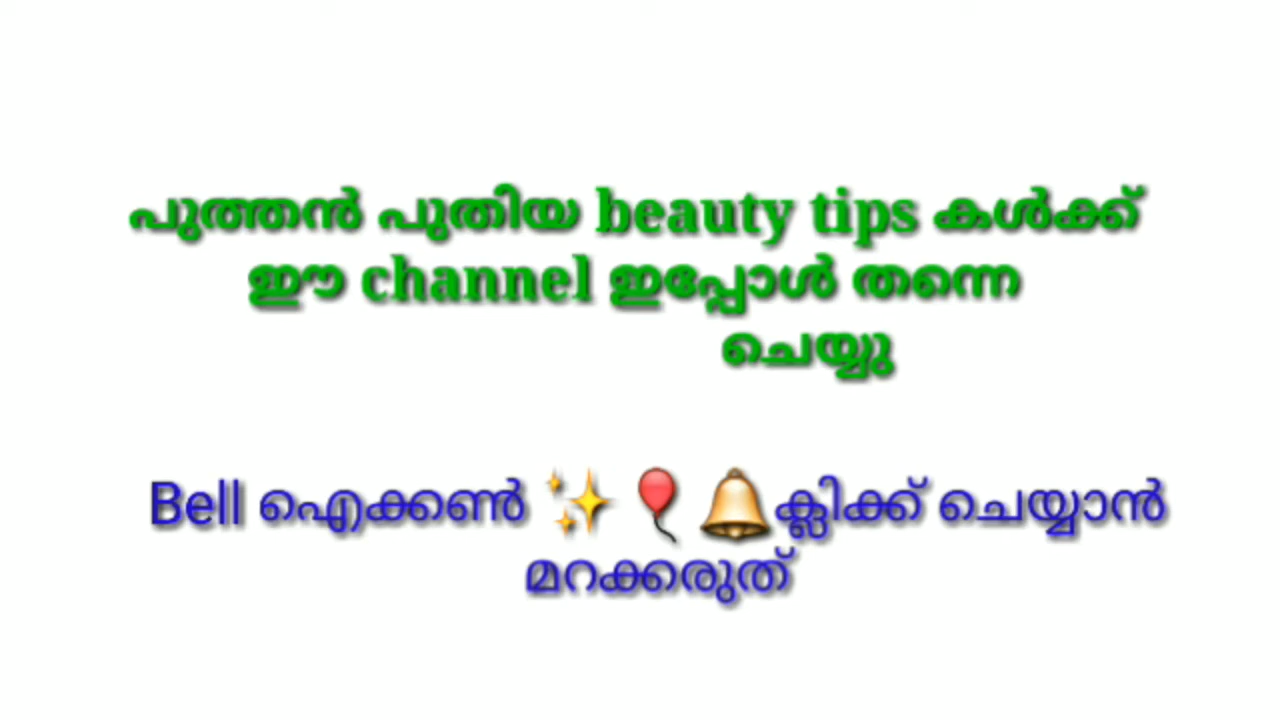 പുത്തൻ പുതിയ beauty tips കൾക്ക്
ഈ channel ഇപ്പോൾ തന്നെ
ചെയ്യു
Bell ഐക്കൺ ✨🎈🔔ക്ലിക്ക് ചെയ്യാൻ
മറക്കരുത്